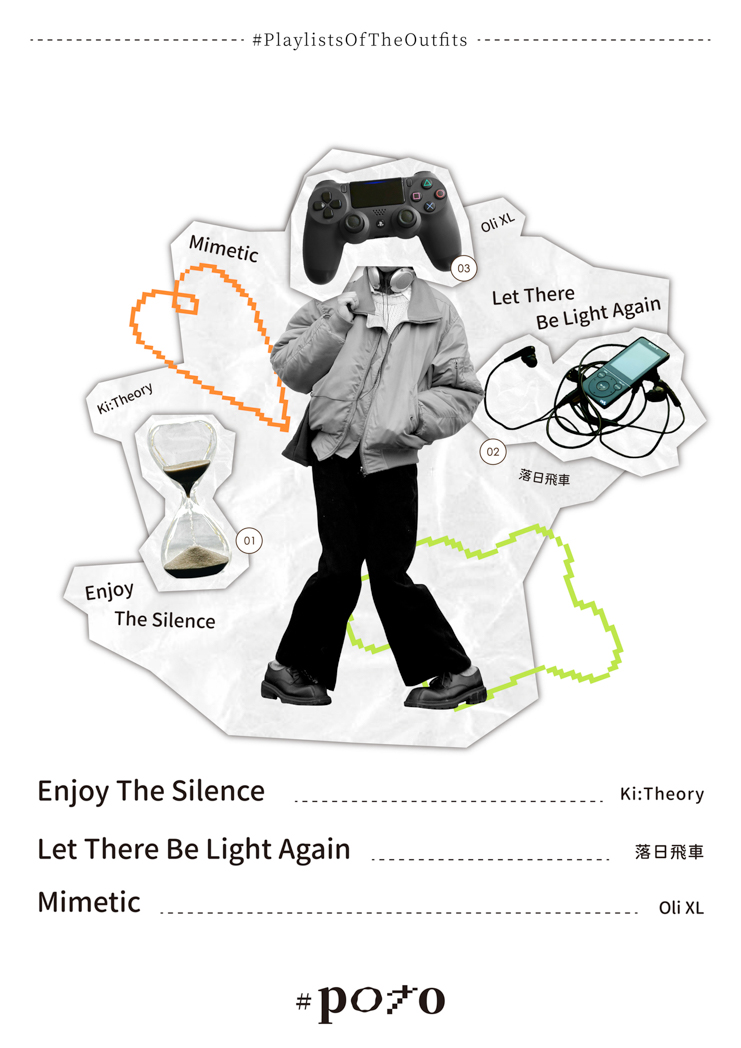 #PlaylistsOfTheOutfits
Mimetic
Oli XL
03
Let There
Be Light Again
Ki:Theory
02
落日飛車
01
Enjoy
The Silence
Enjoy The Silence Ki:Theory
Let There Be Light Again 落日飛車
Mimetic Oli XL
#poto